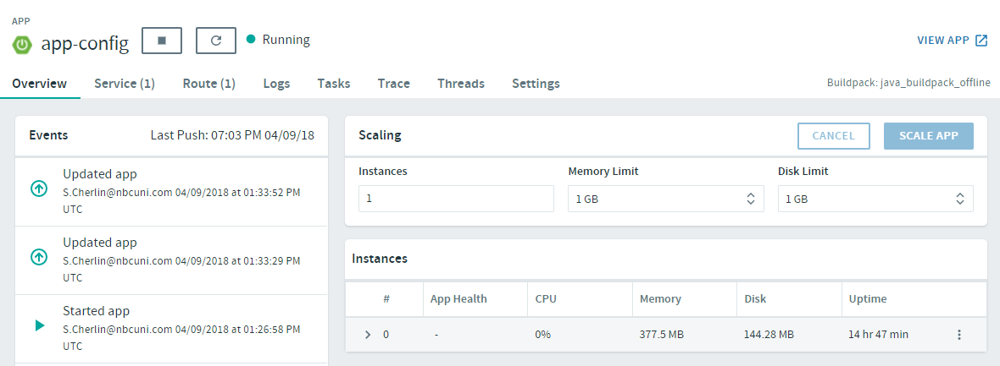 APP
app-config
Running
VIEW APP
Overview Service (1) Route (1) Logs Tasks Trace Threads Settings
Buildpack: java_buildpack_offline
Events Last Push: 07:03 PM 04/09/18
Updated app
S.Cherlin@nbcuni.com 04/09/2018 at 01:33:52 PM
UTC
Updated app
S.Cherlin@nbcuni.com 04/09/2018 at 01:33:29 PM
UTC
Started app
S.Cherlin@nbcuni.com 04/09/2018 at 01:26:58 PM
UTC
Scaling CANCEL SCALE APP
Instances Memory Limit Disk Limit
1 1 GB 1 GB
Instances
# App Health CPU Memory Disk Uptime
0 - 0% 377.5 MB 144.28 MB 14 hr 47 min